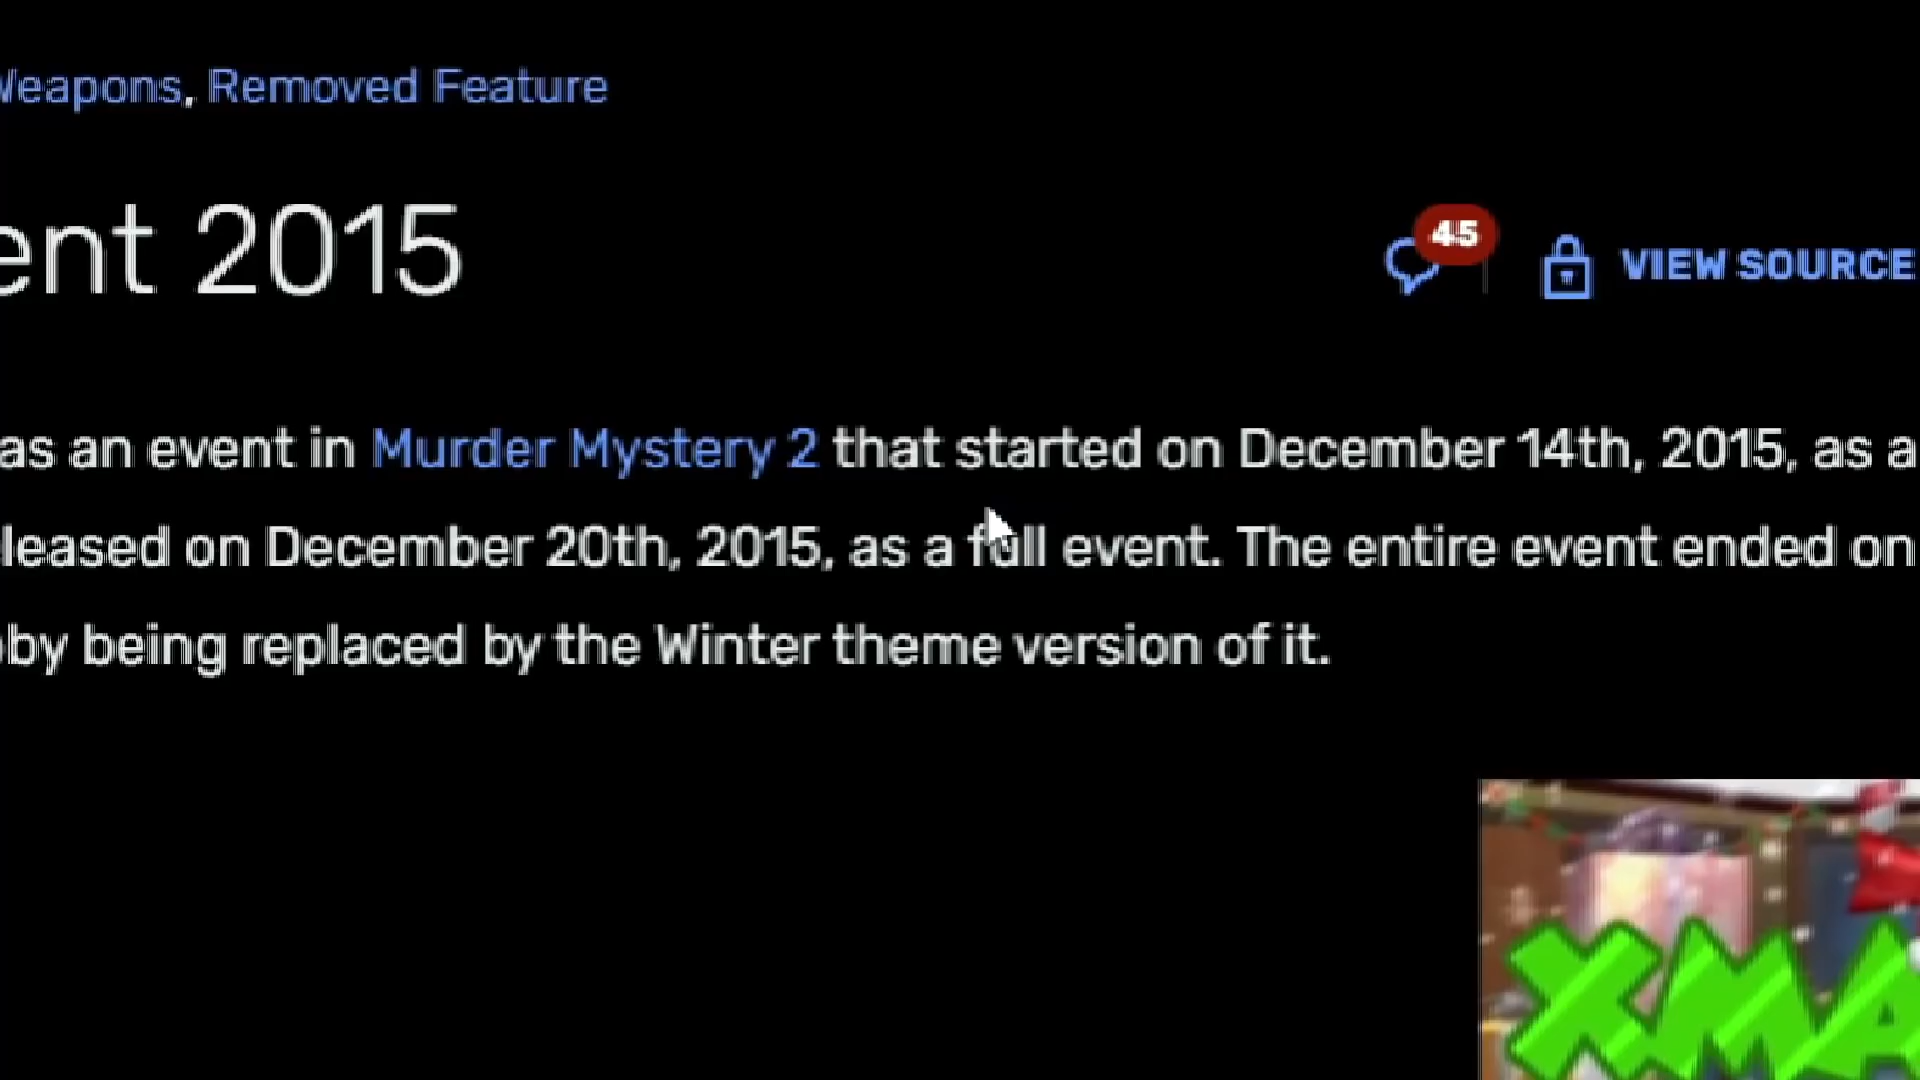 Weapons, Removed Feature
ent 2015
45
VIEW SOURCE
as an event in Murder Mystery 2 that started on December 14th, 2015, as a
leased on December 20th, 2015, as a full event. The entire event ended on
bby being replaced by the Winter theme version of it.
XMA